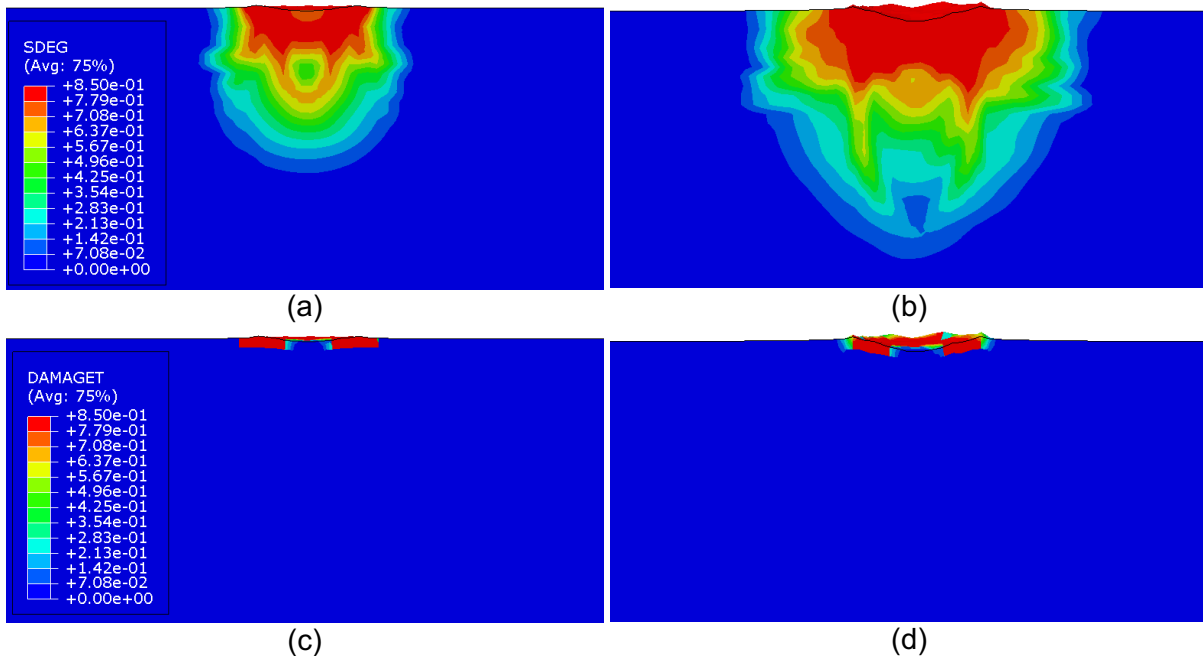 SDEG
(Avg: 75%)
+8.50e-01
+7.79e-01
+7.08e-01
+6.37e-01
+5.67e-01
+4.96e-01
+4.25e-01
+3.54e-01
+2.83e-01
+2.13e-01
+1.42e-01
+7.08e-02
+0.00e+00
(a)
(b)
DAMAGET
(Avg: 75%)
+8.50e-01
+7.79e-01
+7.08e-01
+6.37e-01
+5.67e-01
+4.96e-01
+4.25e-01
+3.54e-01
+2.83e-01
+2.13e-01
+1.42e-01
+7.08e-02
+0.00e+00
(c)
(d)